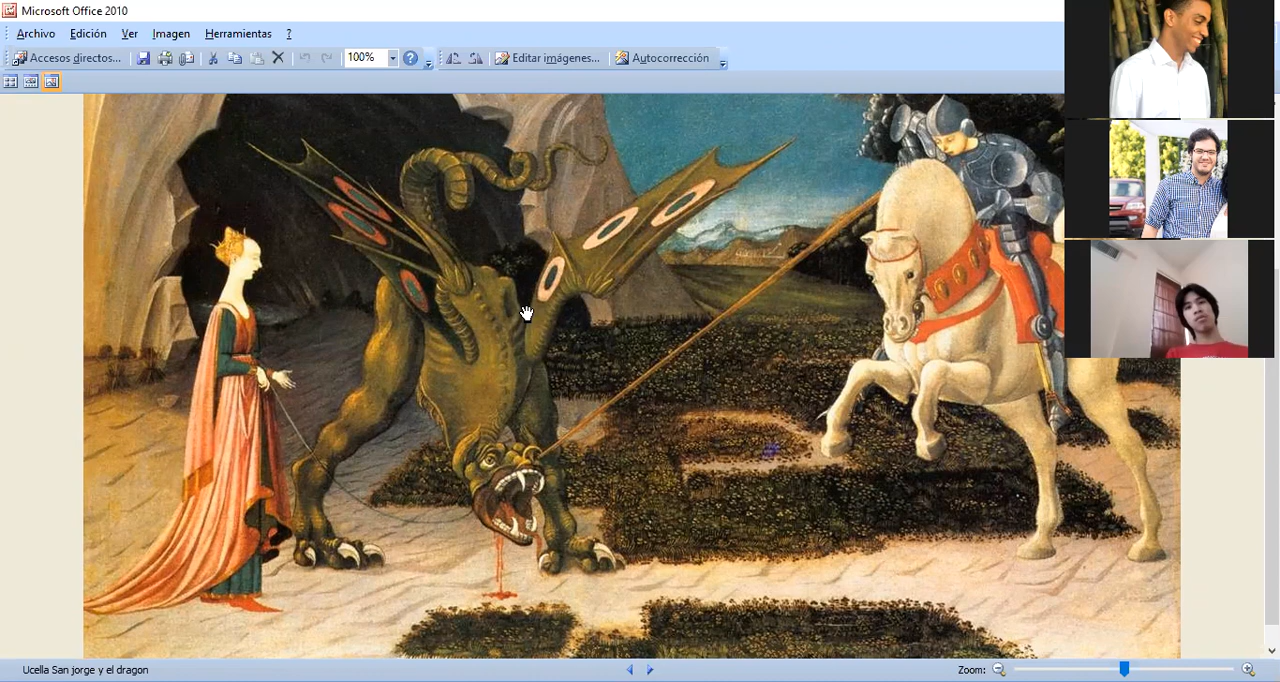 Microsoft Office 2010
Archivo Edición Ver Imagen Herramientas ?
Accesos directos... 100% Editar imágenes... Autocorrección
Ucella San jorge y el dragon Zoom: